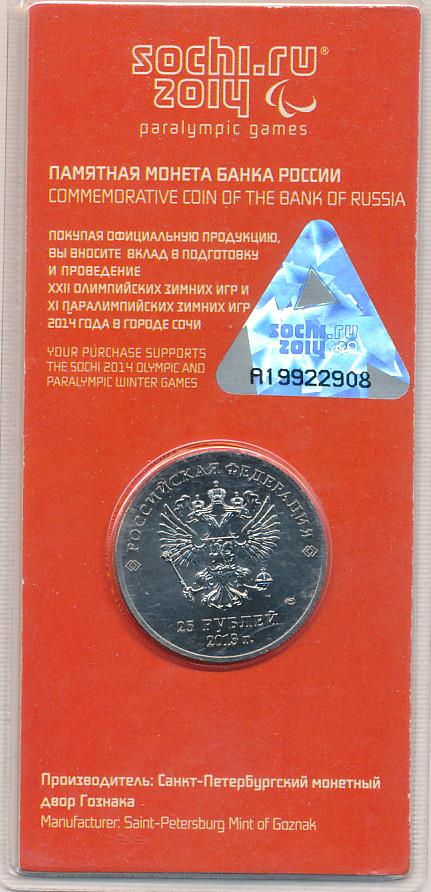 sochi.ru®
2014
paralympic games
ПАМЯТНАЯ МОНЕТА БАНКА РОССИИ
COMMEMORATIVE COIN OF THE BANK OF RUSSIA
ПОКУПАЯ ОФИЦИАЛЬНУЮ ПРОДУКЦИЮ,
ВЫ ВНОСИТЕ ВКЛАД В ПОДГОТОВКУ
И ПРОВЕДЕНИЕ
XXII ОЛИМПИЙСКИХ ЗИМНИХ ИГР И
XI ПАРАЛИМПИЙСКИХ ЗИМНИХ ИГР
2014 ГОДА В ГОРОДЕ СОЧИ
YOUR PURCHASE SUPPORTS
THE SOCHI 2014 OLYMPIC AND
PARALYMPIC WINTER GAMES
sochi.ru
2014
A19922908
РОССИЙСКАЯ ФЕДЕРАЦИЯ
25 РУБЛЕЙ
2013 г.
Производитель: Санкт-Петербургский монетный
двор Гознака
Manufacturer: Saint-Petersburg Mint of Goznak